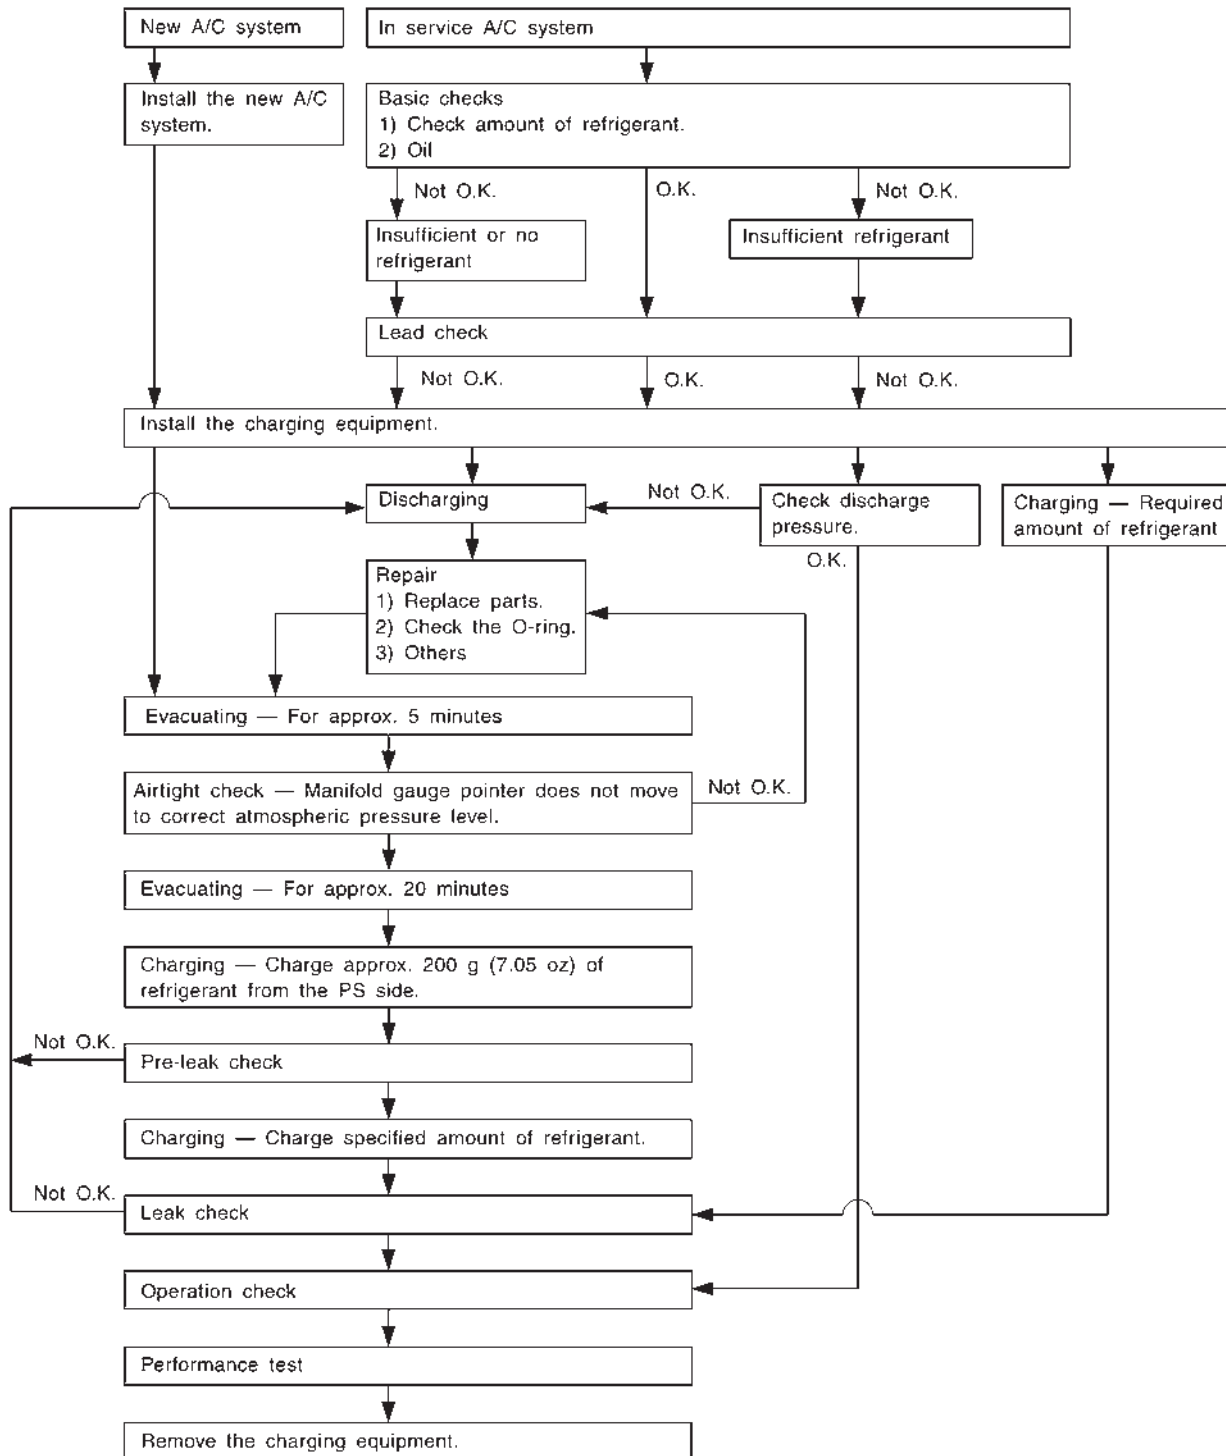 New A/C system
In service A/C system
Install the new A/C
system.
Basic checks
1) Check amount of refrigerant.
2) Oil
Not O.K.
O.K.
Not O.K.
Insufficient or no
refrigerant
Insufficient refrigerant
Lead check
Not O.K.
O.K.
Not O.K.
Install the charging equipment.
Discharging
Not O.K.
Check discharge
pressure.
Charging — Required
amount of refrigerant
O.K.
Repair
1) Replace parts.
2) Check the O-ring.
3) Others
Evacuating — For approx. 5 minutes
Airtight check — Manifold gauge pointer does not move
to correct atmospheric pressure level.
Not O.K.
Evacuating — For approx. 20 minutes
Charging — Charge approx. 200 g (7.05 oz) of
refrigerant from the PS side.
Not O.K.
Pre-leak check
Charging — Charge specified amount of refrigerant.
Not O.K.
Leak check
Operation check
Performance test
Remove the charging equipment.